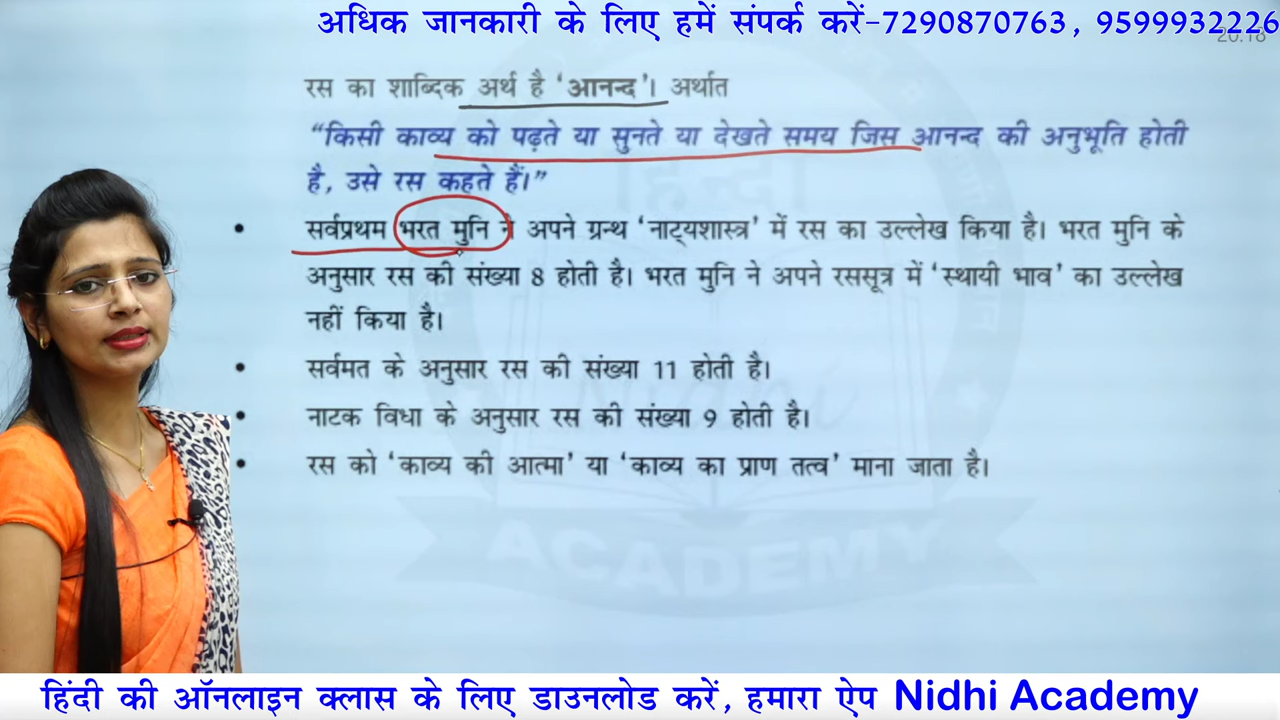 अधिक जानकारी के लिए हमें संपर्क करें-7290870763, 9599932226
20:18
रस का शाब्दिक अर्थ है 'आनन्द'। अर्थात
"किसी काव्य को पढ़ते या सुनते या देखते समय जिस आनन्द की अनुभूति होती
है, उसे रस कहते हैं।"
• सर्वप्रथम भरत मुनि ने अपने ग्रन्थ 'नाट्यशास्त्र' में रस का उल्लेख किया है। भरत मुनि के
अनुसार रस की संख्या 8 होती है। भरत मुनि ने अपने रससूत्र में 'स्थायी भाव' का उल्लेख
नहीं किया है।
• सर्वमत के अनुसार रस की संख्या 11 होती है।
• नाटक विधा के अनुसार रस की संख्या 9 होती है।
• रस को 'काव्य की आत्मा' या 'काव्य का प्राण तत्व' माना जाता है।
हिन्दी
Nidhi
ACADEMY
हिंदी की ऑनलाइन क्लास के लिए डाउनलोड करें, हमारा ऐप Nidhi Academy